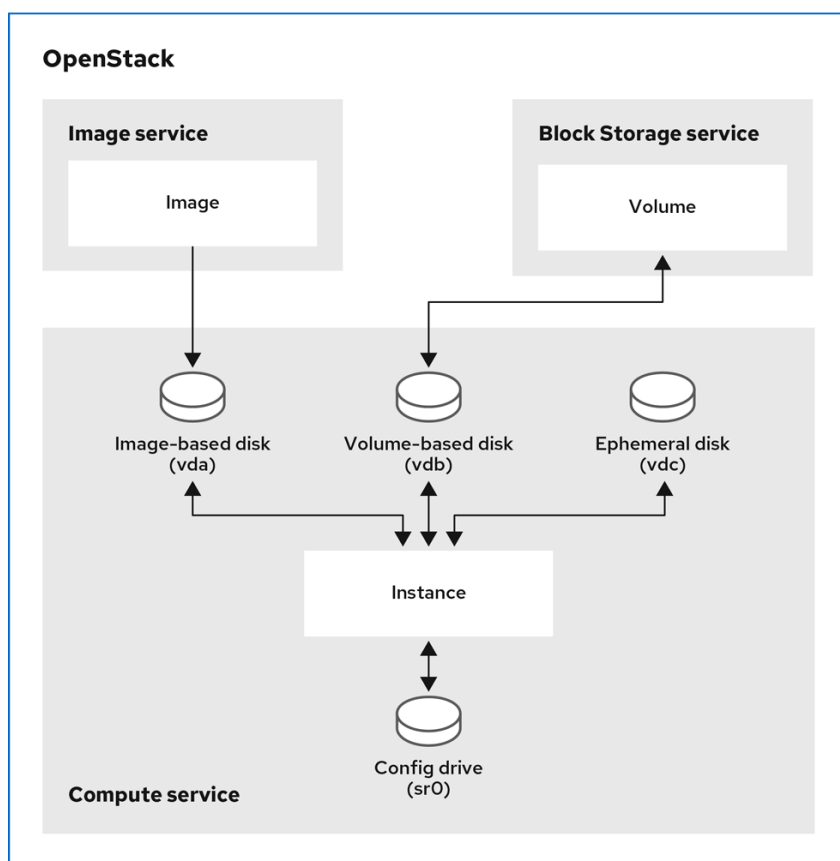 OpenStack
Image service
Block Storage service
Image
Volume
Image-based disk
(vda)
Volume-based disk
(vdb)
Ephemeral disk
(vdc)
Instance
Config drive
(sr0)
Compute service